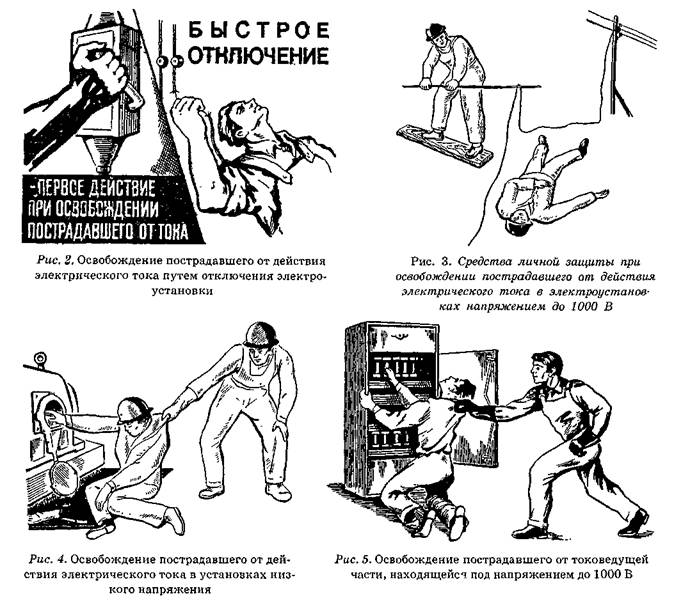 БЫСТРОЕ
ОТКЛЮЧЕНИЕ
-ПЕРВОЕ ДЕЙСТВИЕ
ПРИ ОСВОБОЖДЕНИИ
ПОСТРАДАВШЕГО ОТ ТОКА
Рис. 2. Освобождение пострадавшего от действия
электрического тока путем отключения электро-
установки
Рис. 3. Средства личной защиты при
освобождении пострадавшего от действия
электрического тока в электроустанов-
ках напряжением до 1000 В
Рис. 4. Освобождение пострадавшего от дей-
ствия электрического тока в установках низ-
кого напряжения
Рис. 5. Освобождение пострадавшего от токоведущей
части, находящейся под напряжением до 1000 В